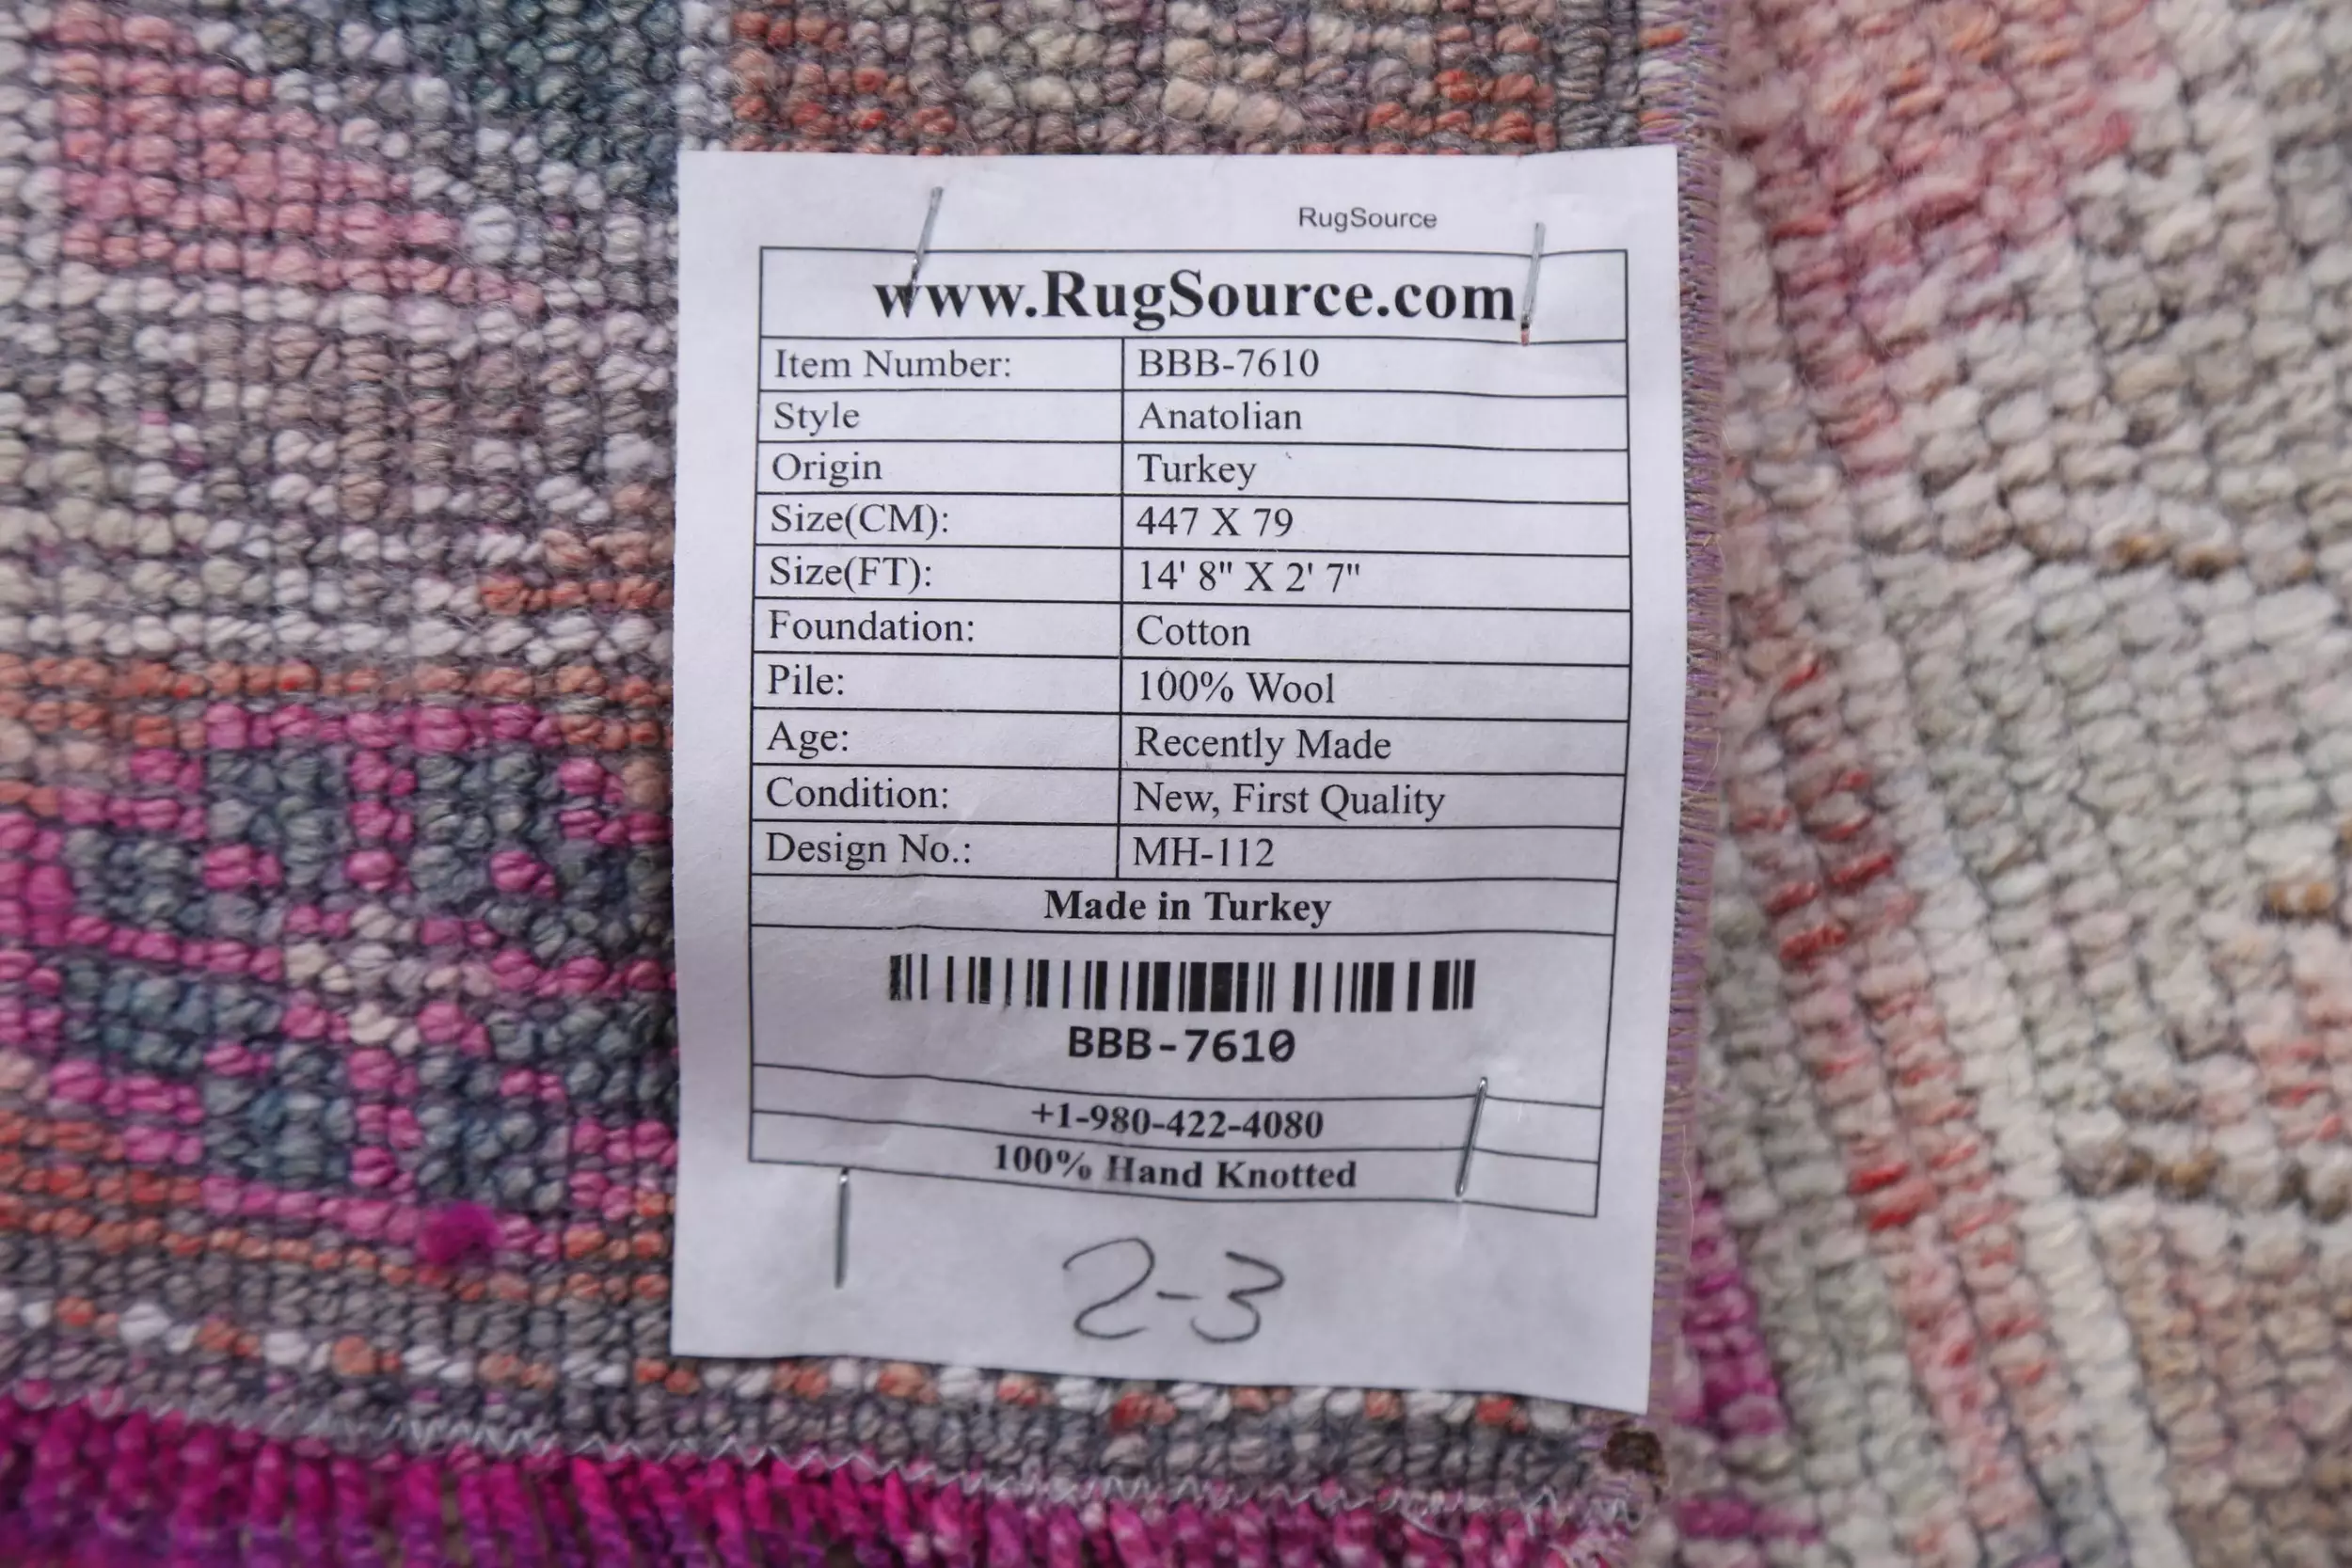 RugSource
www.RugSource.com
Item Number: BBB-7610
Style Anatolian
Origin Turkey
Size(CM): 447 X 79
Size(FT): 14' 8" X 2' 7"
Foundation: Cotton
Pile: 100% Wool
Age: Recently Made
Condition: New, First Quality
Design No.: MH-112
Made in Turkey
BBB-7610
+1-980-422-4080
100% Hand Knotted
2-3